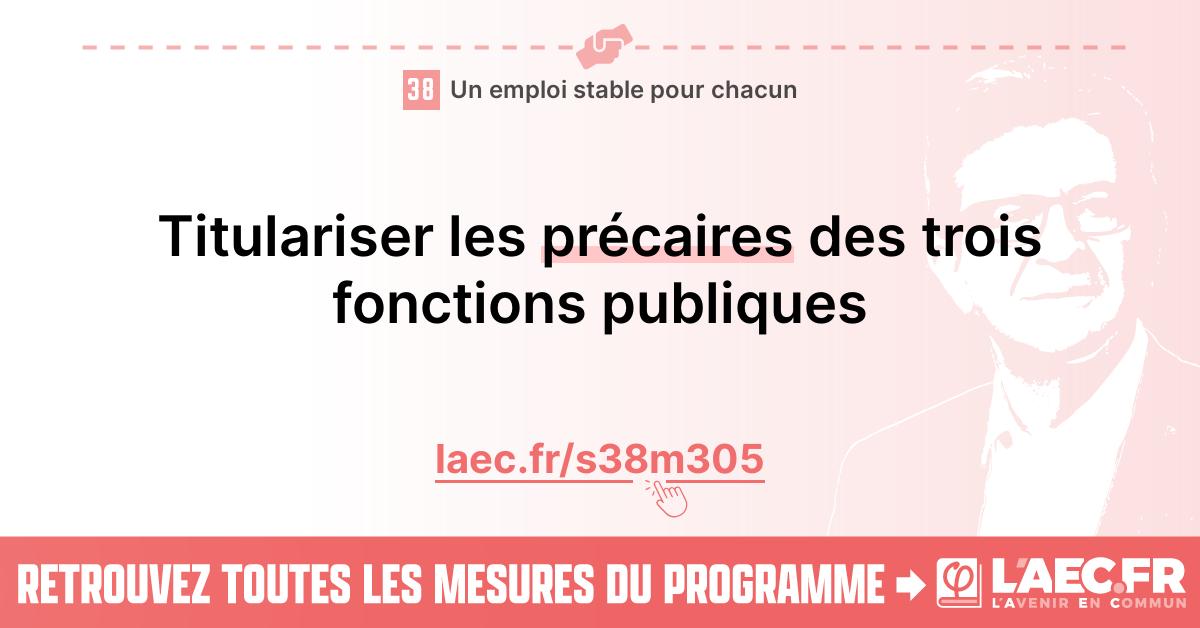 38 Un emploi stable pour chacun
Titulariser les précaires des trois
fonctions publiques
laec.fr/s38m305
RETROUVEZ TOUTES LES MESURES DU PROGRAMME
L'AEC.FR
L'AVENIR EN COMMUN